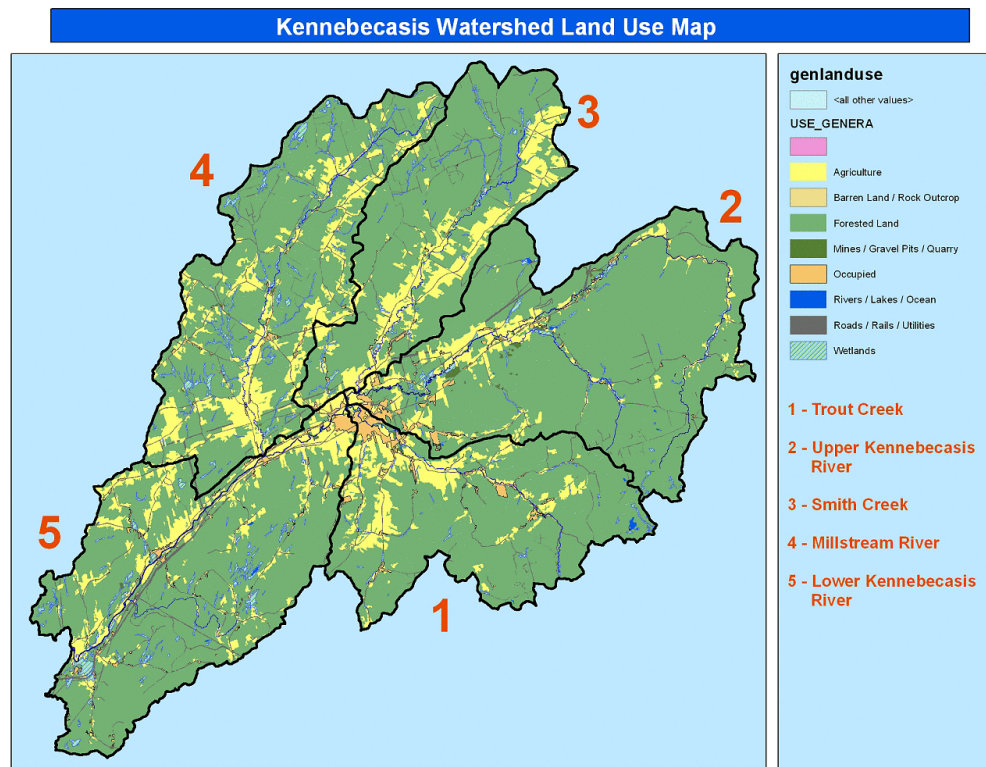 Kennebecasis Watershed Land Use Map
3
4
2
5
1
genlanduse
<all other values>
USE_GENERA
Agriculture
Barren Land / Rock Outcrop
Forested Land
Mines / Gravel Pits / Quarry
Occupied
Rivers / Lakes / Ocean
Roads / Rails / Utilities
Wetlands
1 - Trout Creek
2 - Upper Kennebecasis
River
3 - Smith Creek
4 - Millstream River
5 - Lower Kennebecasis
River